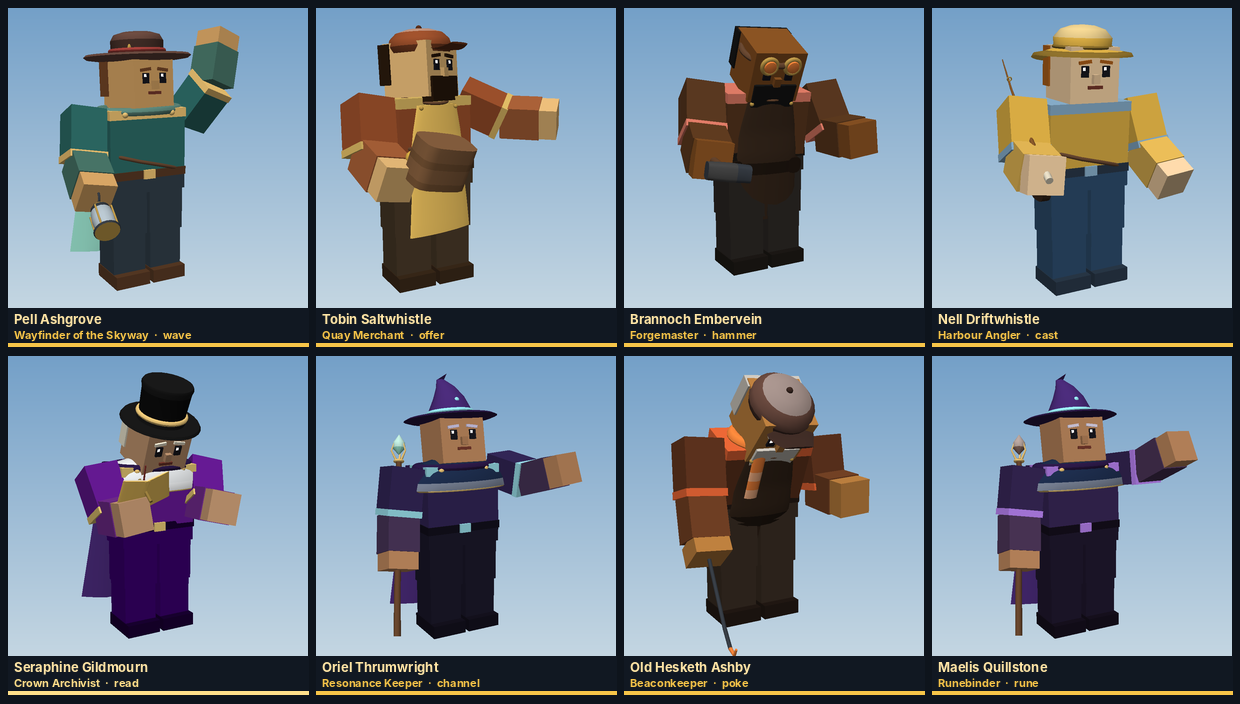 Pell Ashgrove
Wayfinder of the Skyway · wave
Tobin Saltwhistle
Quay Merchant · offer
Brannoch Embervein
Forgemaster · hammer
Nell Driftwhistle
Harbour Angler · cast
Seraphine Gildmourn
Crown Archivist · read
Oriel Thrumwright
Resonance Keeper · channel
Old Hesketh Ashby
Beaconkeeper · poke
Maelis Quillstone
Runebinder · rune